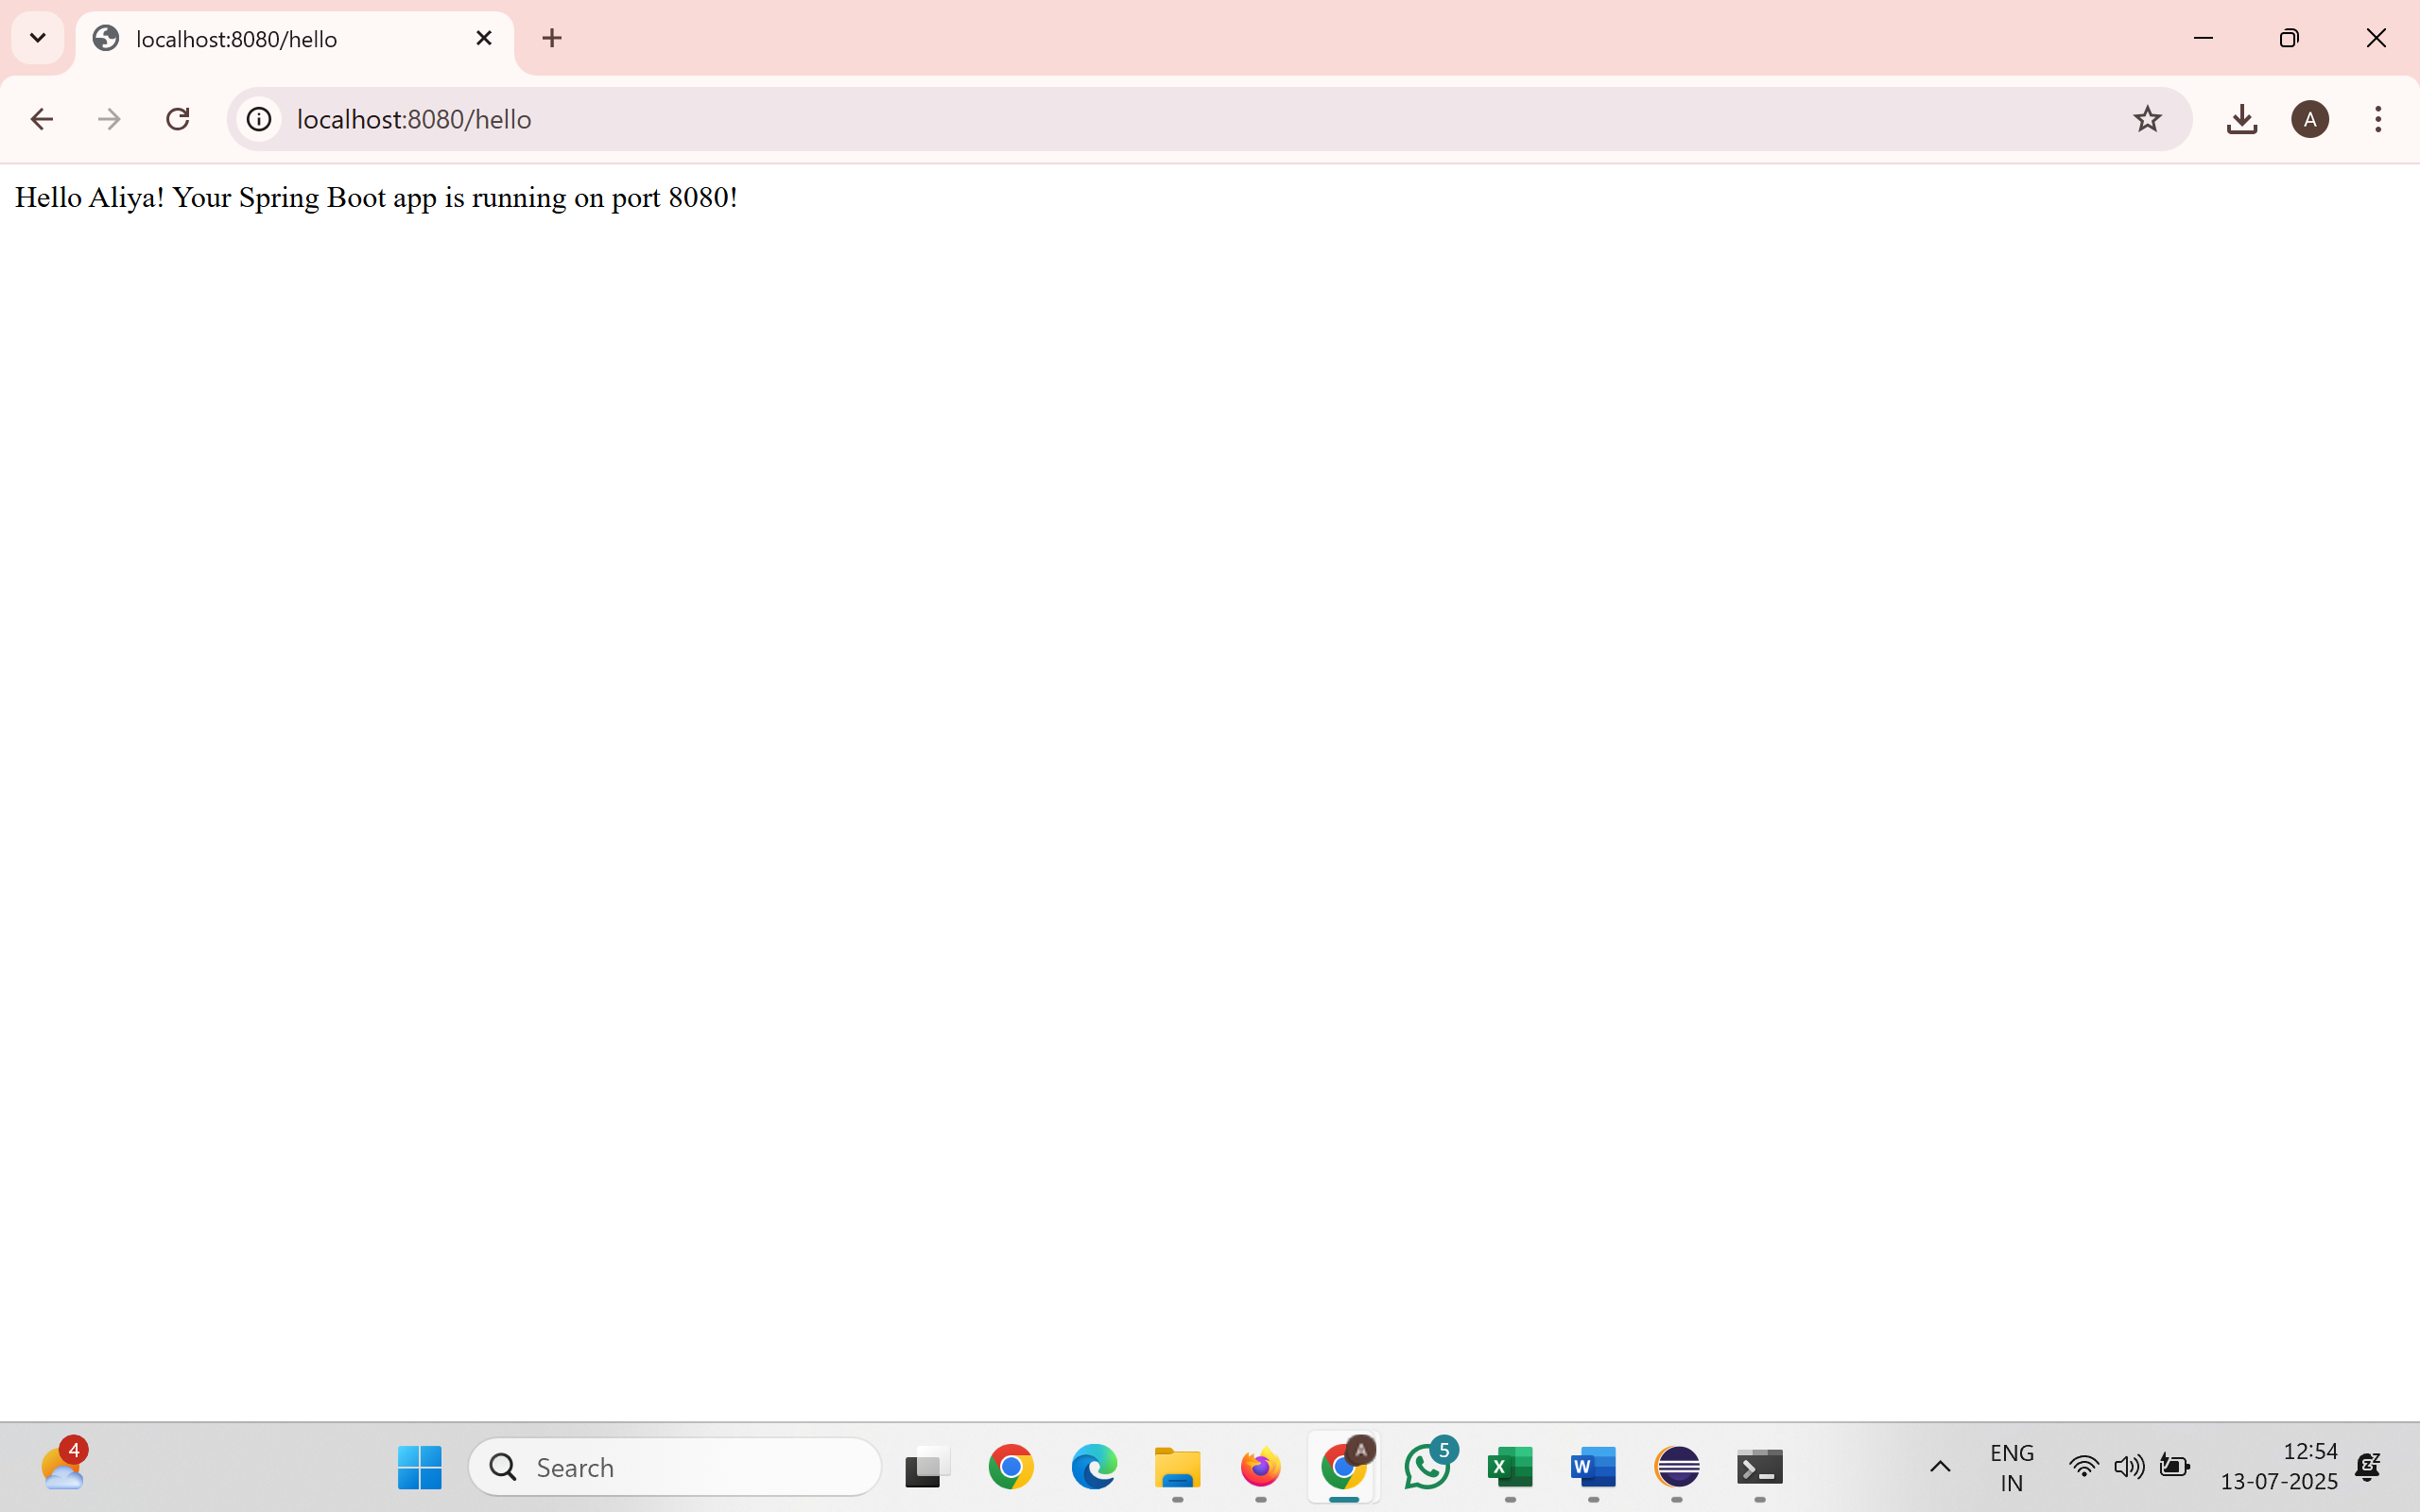 localhost:8080/hello
localhost:8080/hello
A
Hello Aliya! Your Spring Boot app is running on port 8080!
4
Search
A
5
X
W
ENG
IN
12:54
13-07-2025